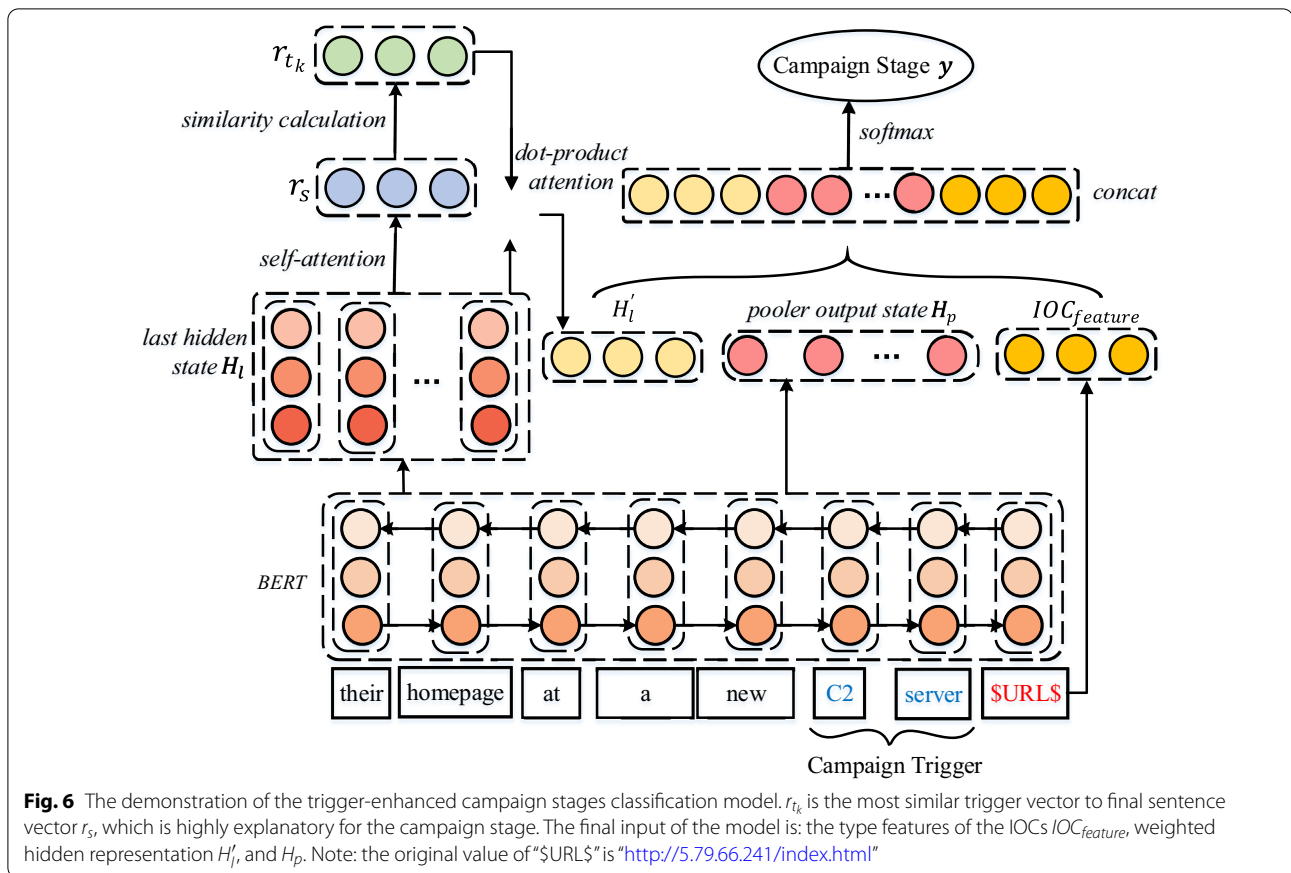 r_{t_k}
Campaign Stage y
similarity calculation
softmax
dot-product
attention
r_s
concat
self-attention
last hidden
state H_l
H_l'
pooler output state H_p
IOC_{feature}
...
...
...
BERT
their homepage at a new C2 server $URL$
Campaign Trigger
Fig. 6 The demonstration of the trigger-enhanced campaign stages classification model. r_{t_k} is the most similar trigger vector to final sentence
vector r_s, which is highly explanatory for the campaign stage. The final input of the model is: the type features of the IOCs IOC_{feature}, weighted
hidden representation H_l', and H_p. Note: the original value of "$URL$" is "http://5.79.66.241/index.html"